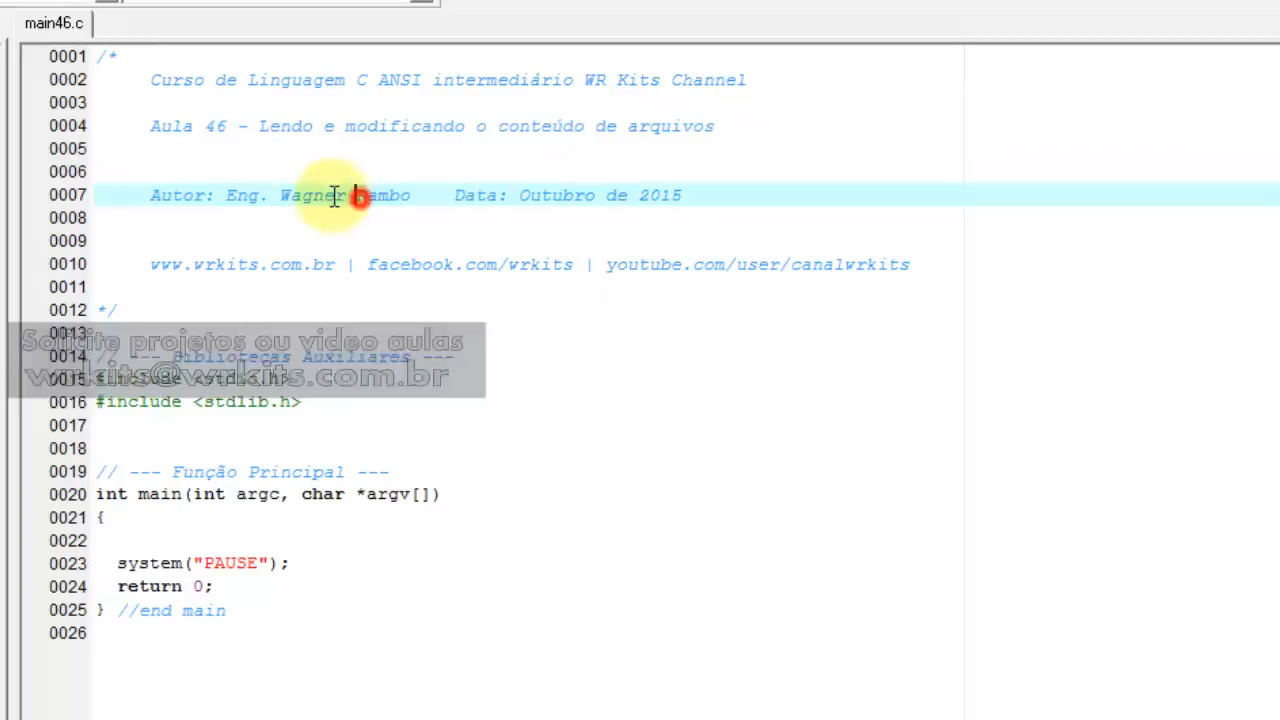 main46.c
0001 /*
0002 Curso de Linguagem C ANSI intermediário WR Kits Channel
0003
0004 Aula 46 - Lendo e modificando o conteúdo de arquivos
0005
0006
0007 Autor: Eng. Wagner Rambo Data: Outubro de 2015
0008
0009
0010 www.wrkits.com.br | facebook.com/wrkits | youtube.com/user/canalwrkits
0011
0012 */
0013
Solicite projetos ou video aulas
0014 // --- Bibliotecas Auxiliares ---
wrkits@wrkits.com.br
0015 #include <stdio.h>
0016 #include <stdlib.h>
0017
0018
0019 // --- Função Principal ---
0020 int main(int argc, char *argv[])
0021 {
0022
0023 system("PAUSE");
0024 return 0;
0025 } //end main
0026